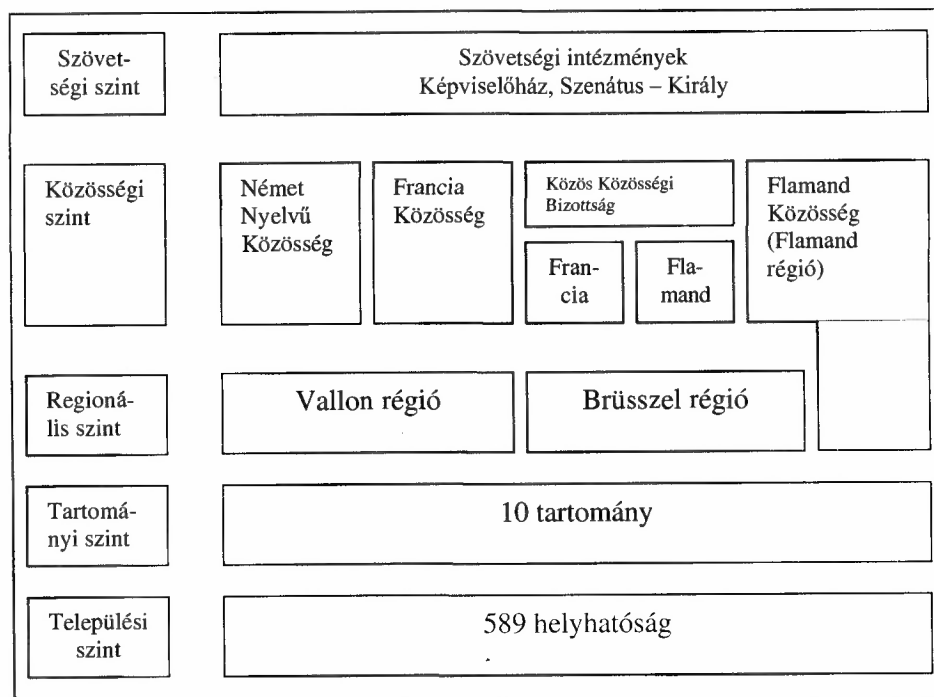 Szövet-
ségi szint
Szövetségi intézmények
Képviselőház, Szenátus – Király
Közösségi
szint
Német
Nyelvű
Közösség
Francia
Közösség
Közös Közösségi
Bizottság
Fran-
cia
Fla-
mand
Flamand
Közösség
(Flamand
régió)
Regioná-
lis szint
Vallon régió
Brüsszel régió
Tartomá-
nyi szint
10 tartomány
Települési
szint
589 helyhatóság